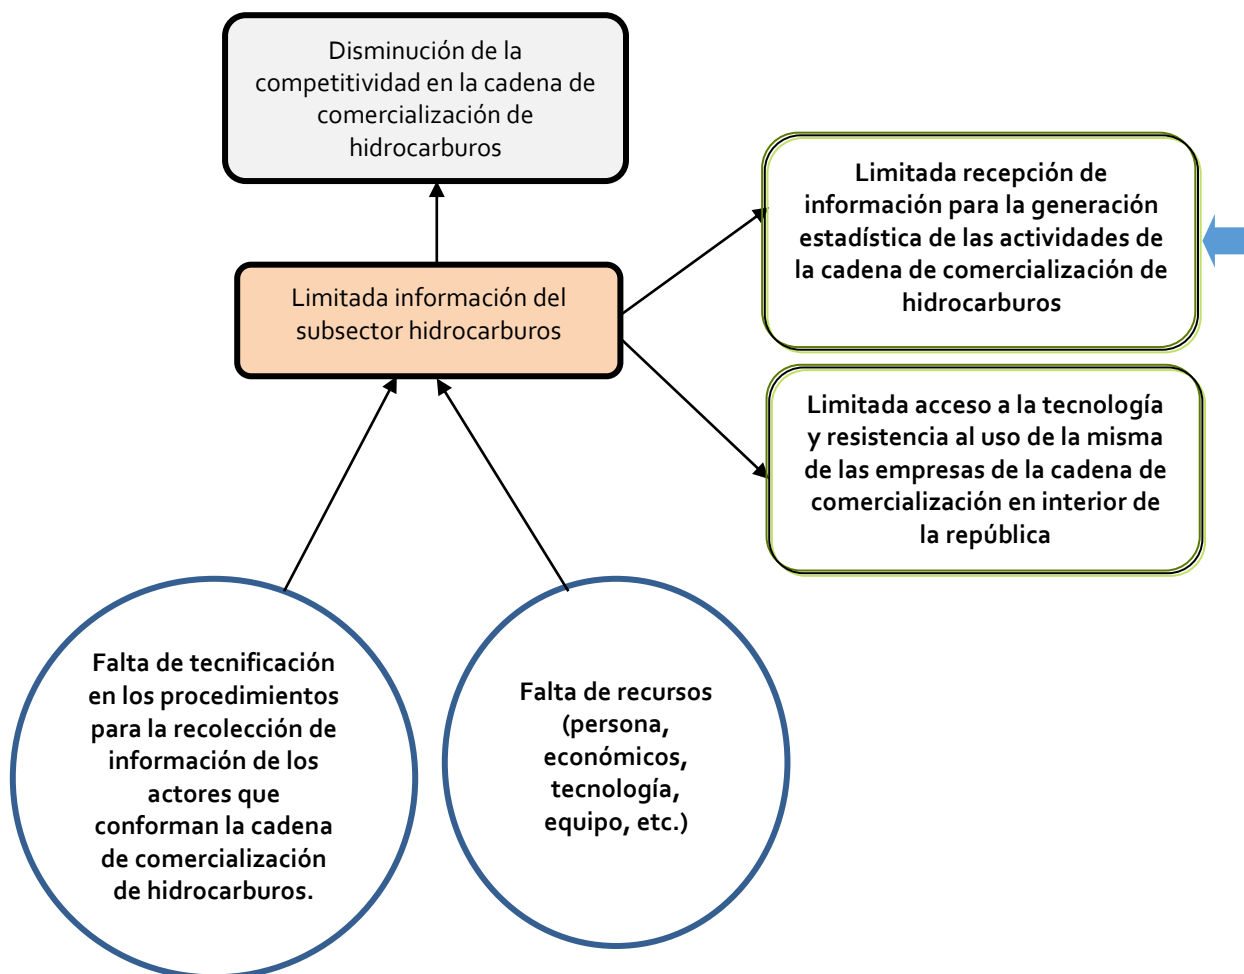 Disminución de la
competitividad en la cadena de
comercialización de
hidrocarburos
Limitada recepción de
información para la generación
estadística de las actividades de
la cadena de comercialización de
hidrocarburos
Limitada información del
subsector hidrocarburos
Limitada acceso a la tecnología
y resistencia al uso de la misma
de las empresas de la cadena de
comercialización en interior de
la república
Falta de tecnificación
en los procedimientos
para la recolección de
información de los
actores que
conforman la cadena
de comercialización
de hidrocarburos.
Falta de recursos
(persona,
económicos,
tecnología,
equipo, etc.)